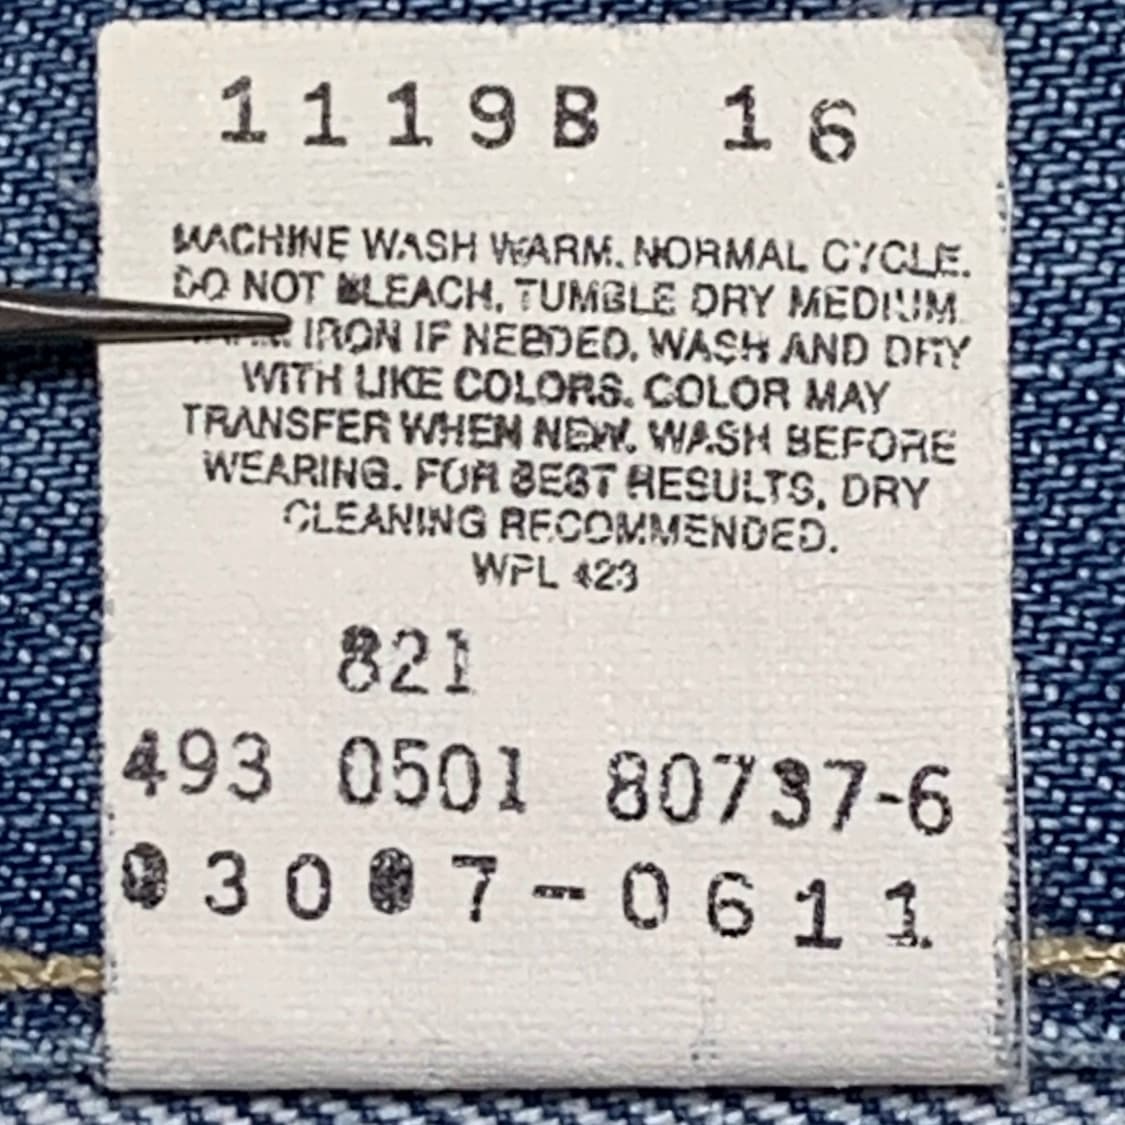 1119B 16
MACHINE WASH WARM. NORMAL CYCLE.
DO NOT BLEACH. TUMBLE DRY MEDIUM.
IRON IF NEEDED. WASH AND DRY
WITH LIKE COLORS. COLOR MAY
TRANSFER WHEN NEW. WASH BEFORE
WEARING. FOR BEST RESULTS, DRY
CLEANING RECOMMENDED.
WPL 423
821
493 0501 80737-6